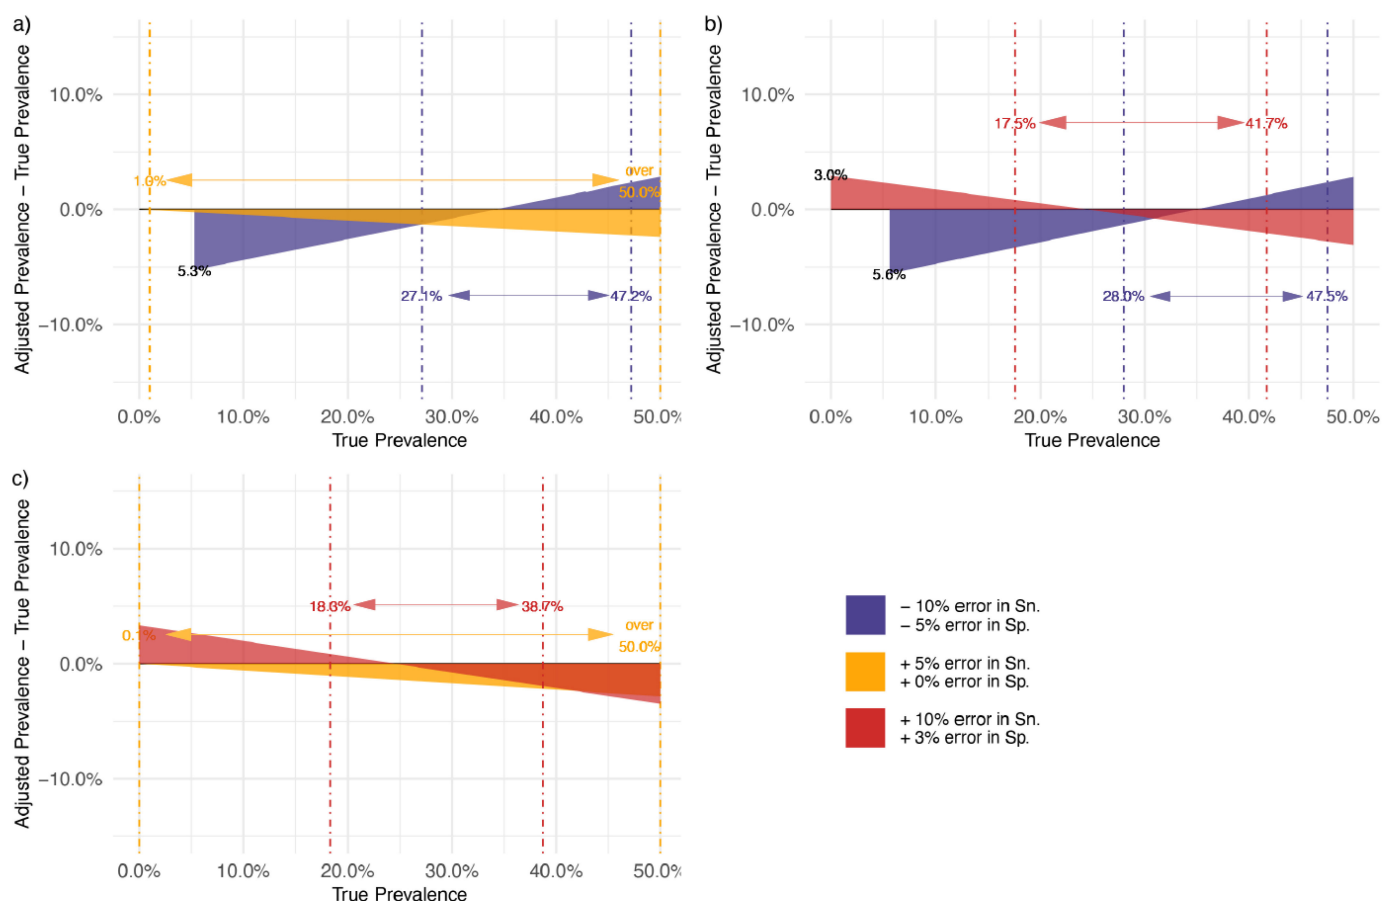 a)
Adjusted Prevalence – True Prevalence
10.0%
0.0%
−10.0%
1.0%
over
50.0%
5.3%
27.1%
47.2%
0.0%
10.0%
20.0%
30.0%
40.0%
50.0%
True Prevalence
b)
Adjusted Prevalence – True Prevalence
10.0%
0.0%
−10.0%
17.5%
41.7%
3.0%
5.6%
28.0%
47.5%
0.0%
10.0%
20.0%
30.0%
40.0%
50.0%
True Prevalence
c)
Adjusted Prevalence – True Prevalence
10.0%
0.0%
−10.0%
18.3%
38.7%
0.1%
over
50.0%
0.0%
10.0%
20.0%
30.0%
40.0%
50.0%
True Prevalence
− 10% error in Sn.
− 5% error in Sp.
+ 5% error in Sn.
+ 0% error in Sp.
+ 10% error in Sn.
+ 3% error in Sp.